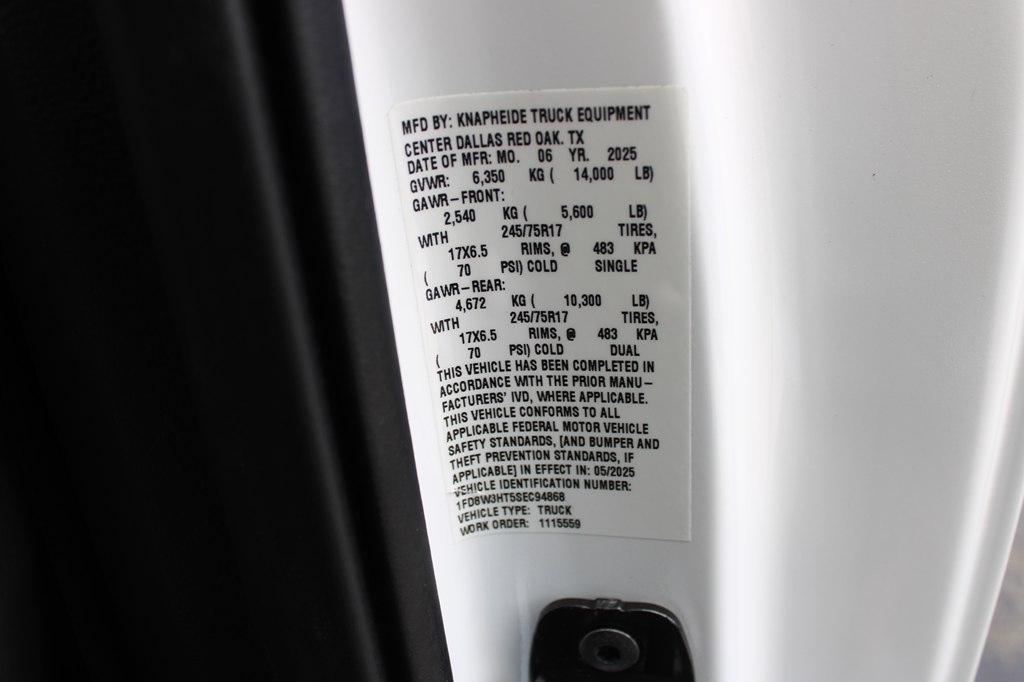 MFD BY: KNAPHEIDE TRUCK EQUIPMENT
CENTER DALLAS RED OAK. TX
DATE OF MFR: MO. 06 YR. 2025
GVWR: 6,350 KG ( 14,000 LB)
GAWR-FRONT:
2,540 KG ( 5,600 LB)
WITH 245/75R17 TIRES,
17X6.5 RIMS, @ 483 KPA
( 70 PSI) COLD SINGLE
GAWR-REAR:
4,672 KG ( 10,300 LB)
WITH 245/75R17 TIRES,
17X6.5 RIMS, @ 483 KPA
( 70 PSI) COLD DUAL
THIS VEHICLE HAS BEEN COMPLETED IN
ACCORDANCE WITH THE PRIOR MANU-
FACTURERS' IVD, WHERE APPLICABLE.
THIS VEHICLE CONFORMS TO ALL
APPLICABLE FEDERAL MOTOR VEHICLE
SAFETY STANDARDS, [AND BUMPER AND
THEFT PREVENTION STANDARDS, IF
APPLICABLE] IN EFFECT IN: 05/2025
VEHICLE IDENTIFICATION NUMBER:
1FD8W3HT5SEC94868
VEHICLE TYPE: TRUCK
WORK ORDER: 1115559